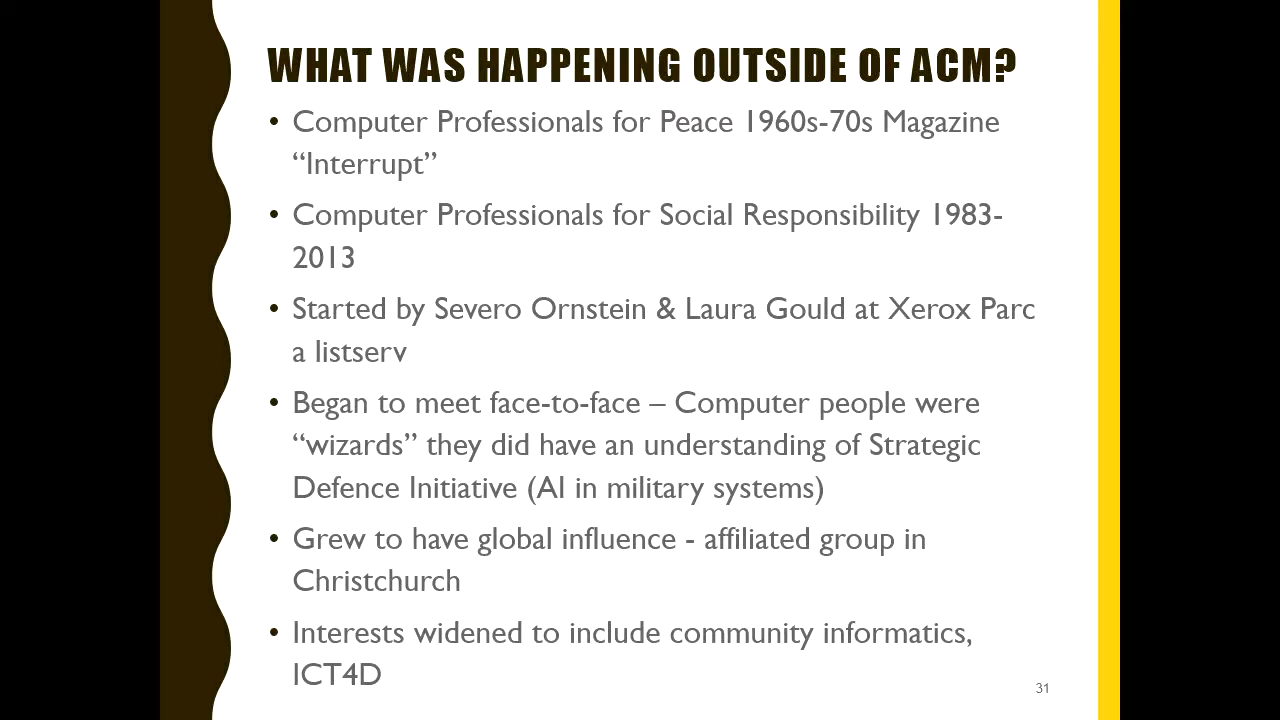 WHAT WAS HAPPENING OUTSIDE OF ACM?
• Computer Professionals for Peace 1960s-70s Magazine
“Interrupt”
• Computer Professionals for Social Responsibility 1983-
2013
• Started by Severo Ornstein & Laura Gould at Xerox Parc
a listserv
• Began to meet face-to-face – Computer people were
“wizards” they did have an understanding of Strategic
Defence Initiative (AI in military systems)
• Grew to have global influence - affiliated group in
Christchurch
• Interests widened to include community informatics,
ICT4D
31